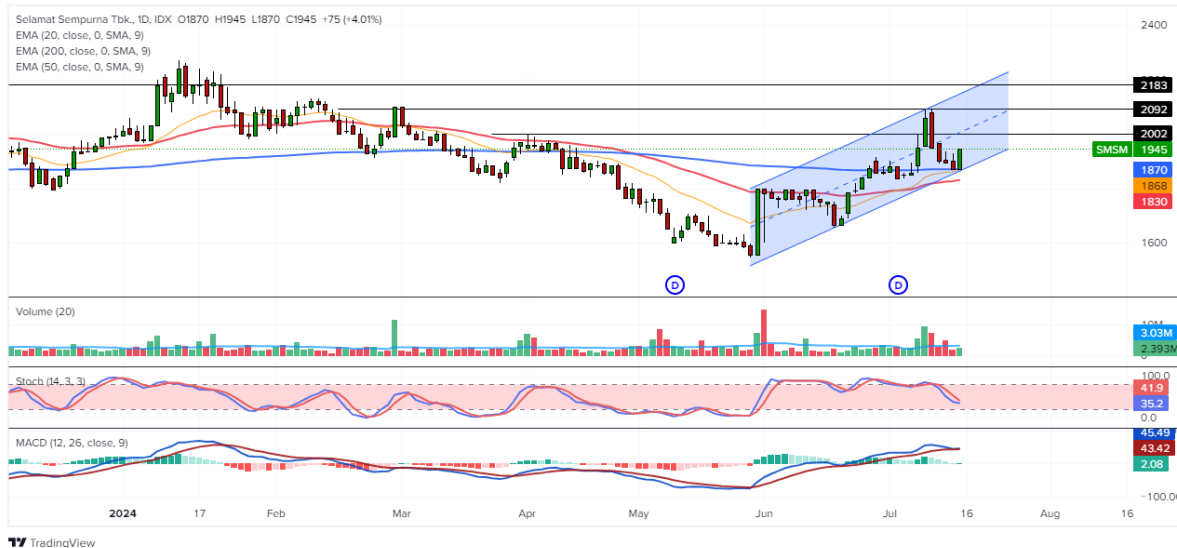 Selamat Sempurna Tbk., 1D, IDX O1870 H1945 L1870 C1945 +75 (+4.01%)
EMA (20, close, 0, SMA, 9)
EMA (200, close, 0, SMA, 9)
EMA (50, close, 0, SMA, 9)
2400
2183
2092
2002
SMSM 1945
1870
1868
1830
1600
D D
Volume (20)
3.03M
2.393M
Stoch (14, 3, 3)
100.0
41.9
35.2
0.0
MACD (12, 26, close, 9)
45.49
43.42
2.08
−100.00
2024 17 Feb Mar Apr May Jun Jul 16 Aug 16
TradingView